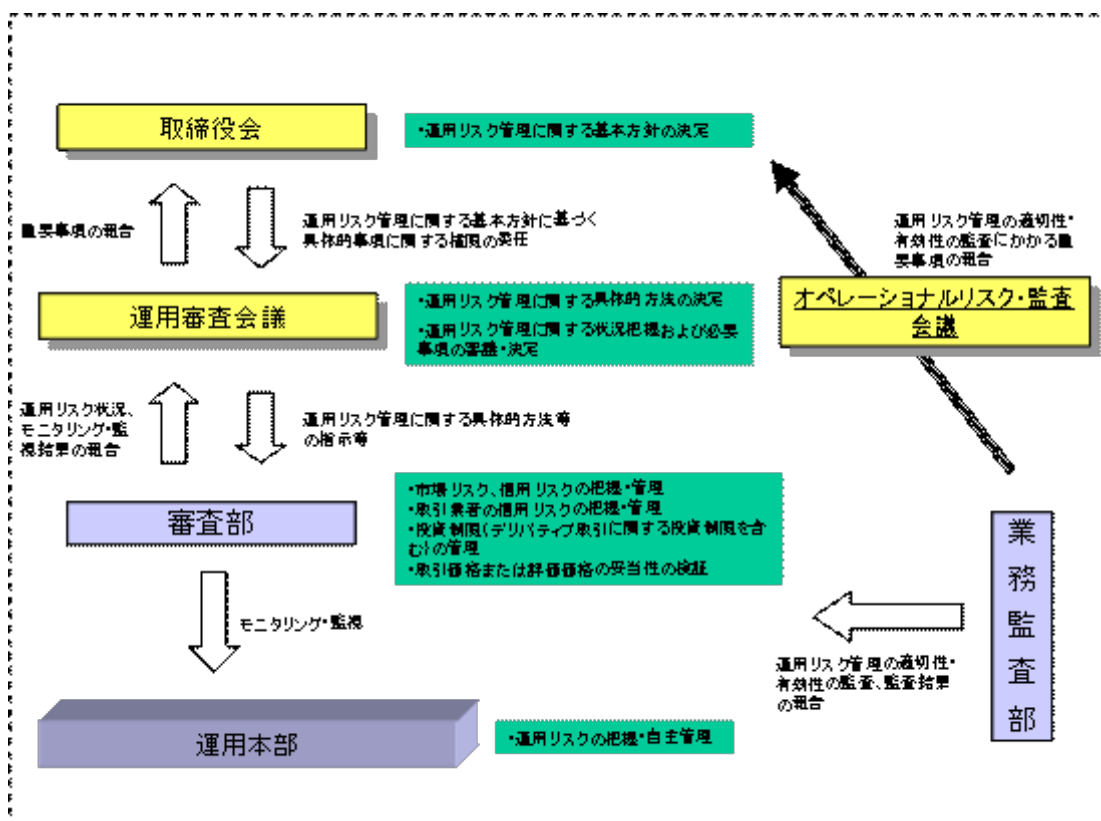 取締役会
・運用リスク管理に関する基本方針の決定
重要事項の報告
運用リスク管理に関する基本方針に基づく
具体的事項に関する権限の委任
運用リスク管理の適切性・
有効性の監査にかかる重
要事項の報告
運用審査会議
・運用リスク管理に関する具体的方法の決定
・運用リスク管理に関する状況把握および必要
事項の審議・決定
オペレーショナルリスク・監査
会議
運用リスク状況、
モニタリング・監
視結果の報告
運用リスク管理に関する具体的方法等
の指示等
審査部
・市場リスク、信用リスクの把握・管理
・取引業者の信用リスクの把握・管理
・投資制限(デリバティブ取引に関する投資制限を含
む)の管理
・取引価格または評価価格の妥当性の検証
業務監査部
モニタリング・監視
運用リスク管理の適切性・
有効性の監査、監査結果
の報告
運用本部
・運用リスクの把握・自主管理